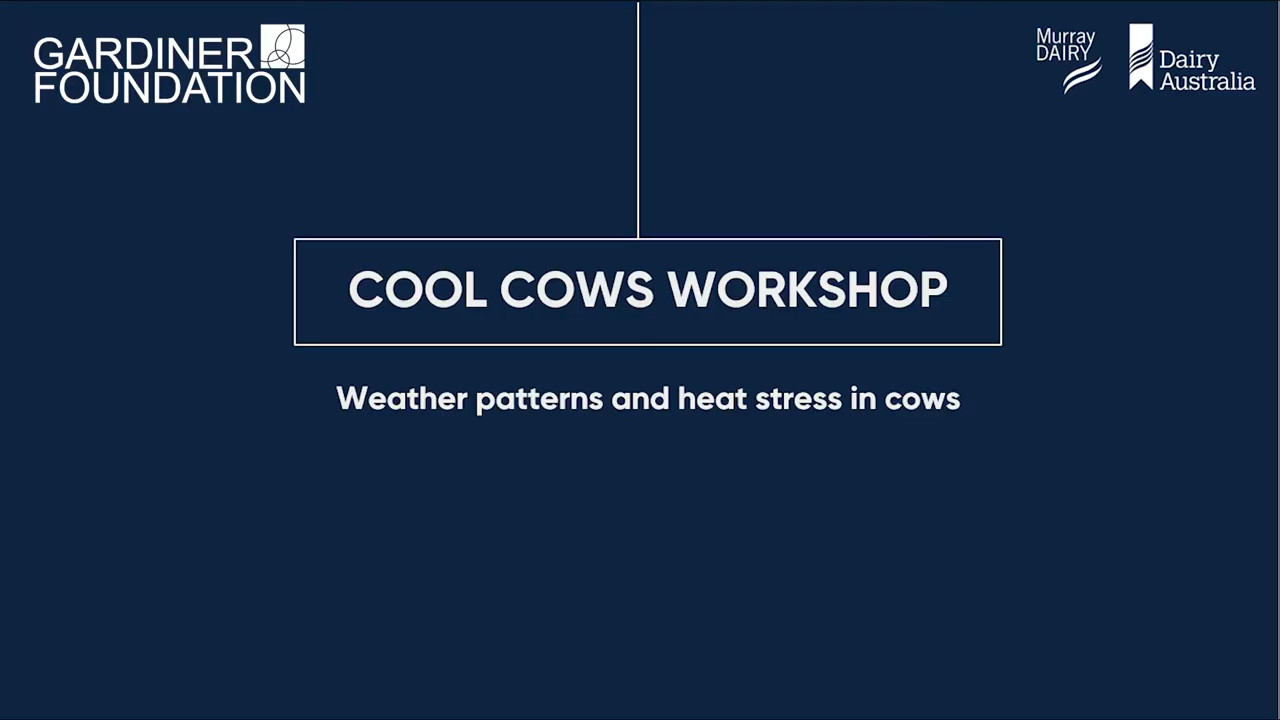 GARDINER
FOUNDATION
Murray
DAIRY
Dairy
Australia
COOL COWS WORKSHOP
Weather patterns and heat stress in cows